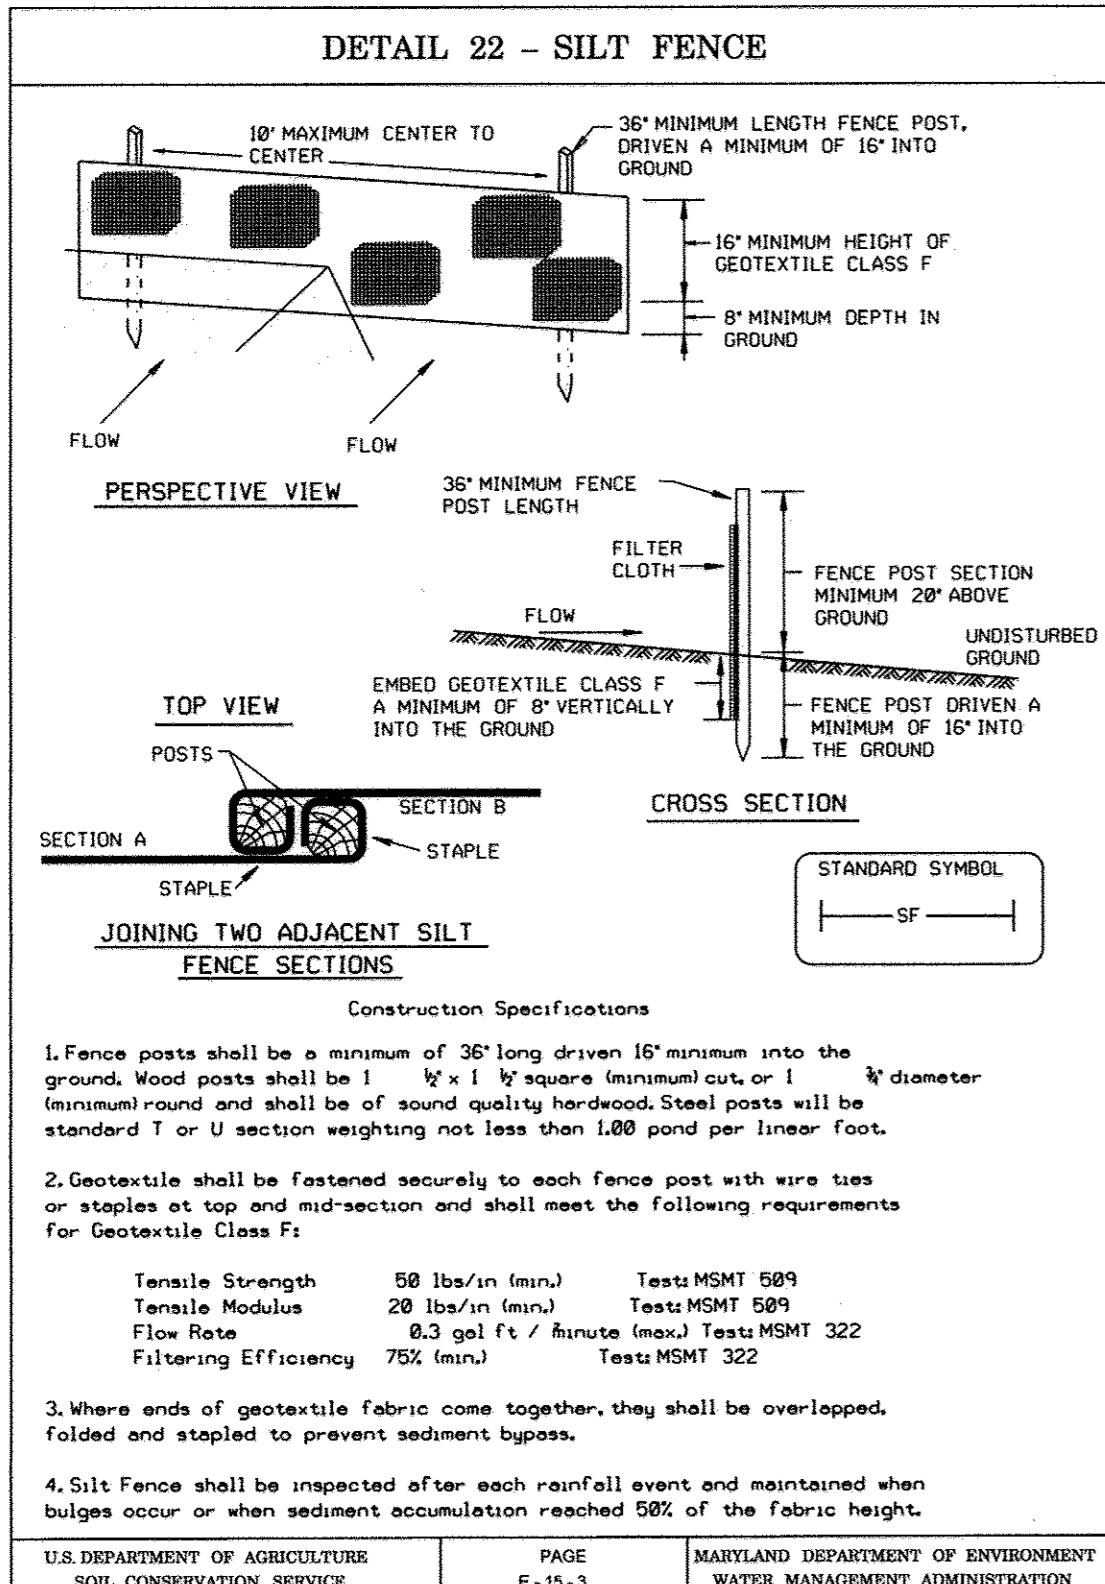 DETAIL 22 - SILT FENCE
10' MAXIMUM CENTER TO
CENTER
36" MINIMUM LENGTH FENCE POST,
DRIVEN A MINIMUM OF 16" INTO
GROUND
16" MINIMUM HEIGHT OF
GEOTEXTILE CLASS F
8" MINIMUM DEPTH IN
GROUND
FLOW
FLOW
PERSPECTIVE VIEW
36" MINIMUM FENCE
POST LENGTH
FILTER
CLOTH
FENCE POST SECTION
MINIMUM 20" ABOVE
GROUND
FLOW
UNDISTURBED
GROUND
EMBED GEOTEXTILE CLASS F
A MINIMUM OF 8" VERTICALLY
INTO THE GROUND
FENCE POST DRIVEN A
MINIMUM OF 16" INTO
THE GROUND
CROSS SECTION
TOP VIEW
POSTS
SECTION B
SECTION A
STAPLE
STAPLE
JOINING TWO ADJACENT SILT
FENCE SECTIONS
STANDARD SYMBOL
SF
Construction Specifications
1. Fence posts shall be a minimum of 36" long driven 16" minimum into the
ground. Wood posts shall be 1 ½" x 1 ½" square (minimum) cut, or 1 ¾" diameter
(minimum) round and shall be of sound quality hardwood. Steel posts will be
standard T or U section weighting not less than 1.00 pond per linear foot.
2. Geotextile shall be fastened securely to each fence post with wire ties
or staples at top and mid-section and shall meet the following requirements
for Geotextile Class F:
Tensile Strength 50 lbs/in (min.) Test: MSMT 509
Tensile Modulus 20 lbs/in (min.) Test: MSMT 509
Flow Rate 0.3 gal ft / minute (max.) Test: MSMT 322
Filtering Efficiency 75% (min.) Test: MSMT 322
3. Where ends of geotextile fabric come together, they shall be overlapped,
folded and stapled to prevent sediment bypass.
4. Silt Fence shall be inspected after each rainfall event and maintained when
bulges occur or when sediment accumulation reached 50% of the fabric height.
U.S. DEPARTMENT OF AGRICULTURE
SOIL CONSERVATION SERVICE
PAGE
E-15-3
MARYLAND DEPARTMENT OF ENVIRONMENT
WATER MANAGEMENT ADMINISTRATION